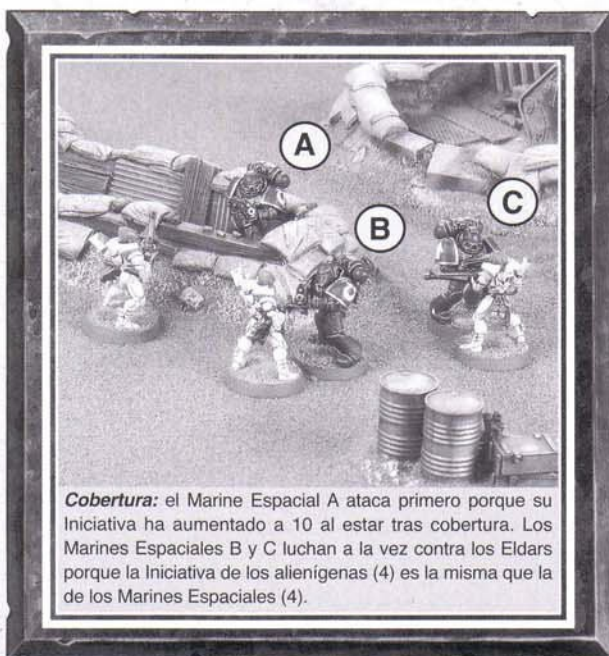 A
B
C
Cobertura: el Marine Espacial A ataca primero porque su
Iniciativa ha aumentado a 10 al estar tras cobertura. Los
Marines Espaciales B y C luchan a la vez contra los Eldars
porque la Iniciativa de los alienígenas (4) es la misma que la
de los Marines Espaciales (4).